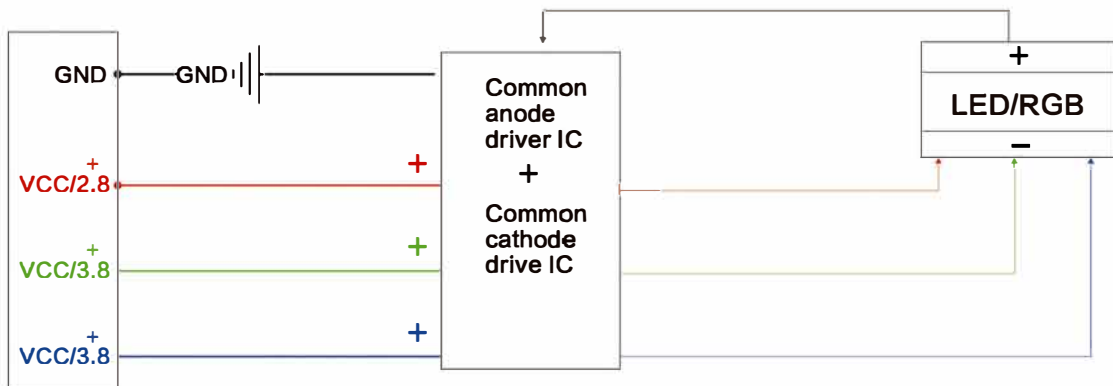 GND
GND
+
VCC/2.8
+
+
VCC/3.8
+
+
VCC/3.8
+
Common
anode
driver IC
+
Common
cathode
drive IC
+
LED/RGB
−